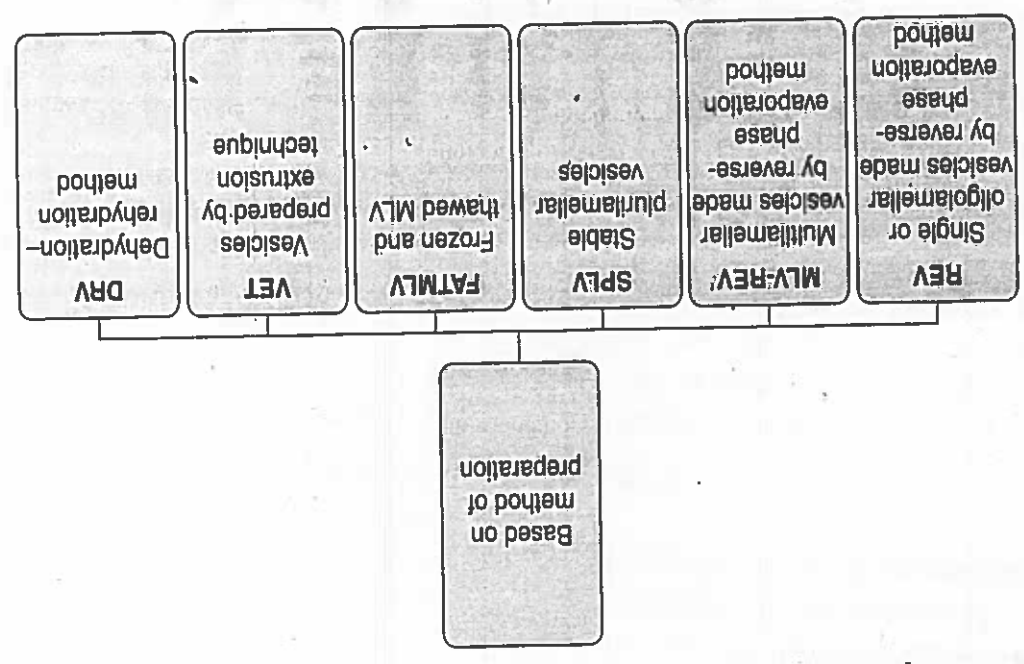 Based on
method of
preparation
REV
Single or
oligolamellar
vesicles made
by reverse-
phase
evaporation
method
MLV-REV
Multilamellar
vesicles made
by reverse-
phase
evaporation
method
SPLV
Stable
plurilamellar
vesicles
FATMLV
Frozen and
thawed MLV
VET
Vesicles
prepared by
extrusion
technique
DRV
Dehydration–
rehydration
method